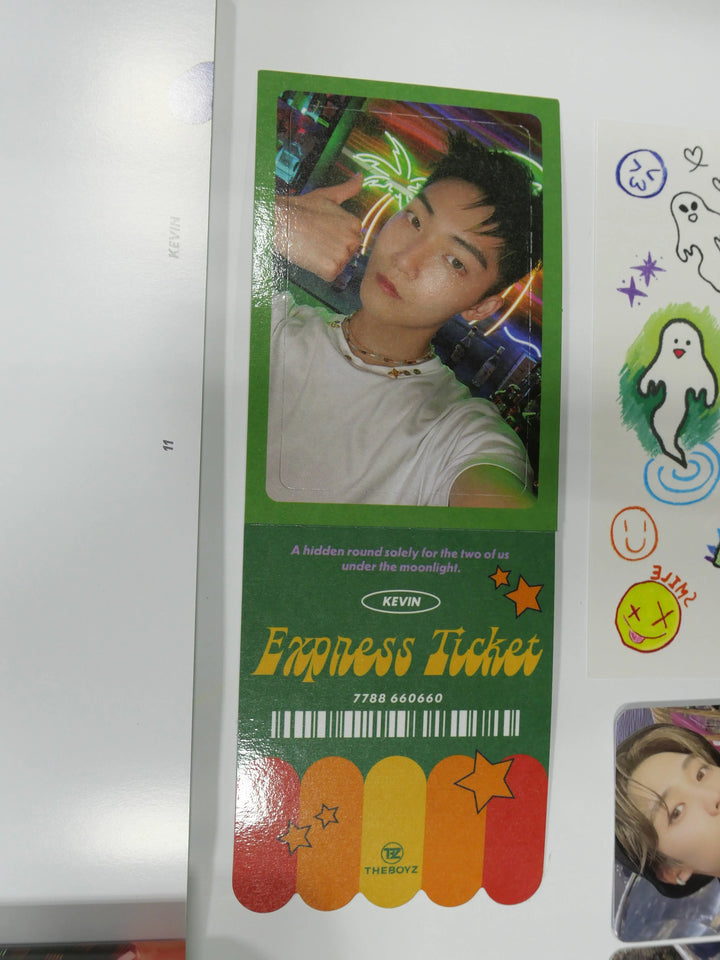 KEVIN
11
A hidden round solely for the two of us
under the moonlight.
KEVIN
Express Ticket
7788 660660
TBZ
THEBOYZ
SMILE